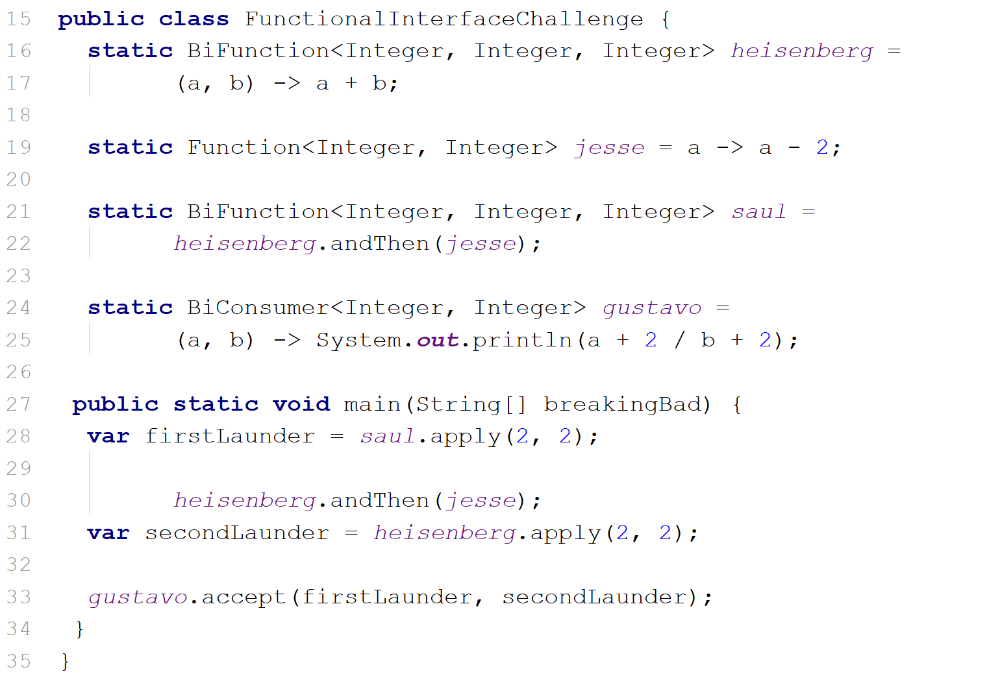 15 public class FunctionalInterfaceChallenge {
16 static BiFunction<Integer, Integer, Integer> heisenberg =
17 (a, b) -> a + b;
18
19 static Function<Integer, Integer> jesse = a -> a - 2;
20
21 static BiFunction<Integer, Integer, Integer> saul =
22 heisenberg.andThen(jesse);
23
24 static BiConsumer<Integer, Integer> gustavo =
25 (a, b) -> System.out.println(a + 2 / b + 2);
26
27 public static void main(String[] breakingBad) {
28 var firstLaunder = saul.apply(2, 2);
29
30 heisenberg.andThen(jesse);
31 var secondLaunder = heisenberg.apply(2, 2);
32
33 gustavo.accept(firstLaunder, secondLaunder);
34 }
35 }